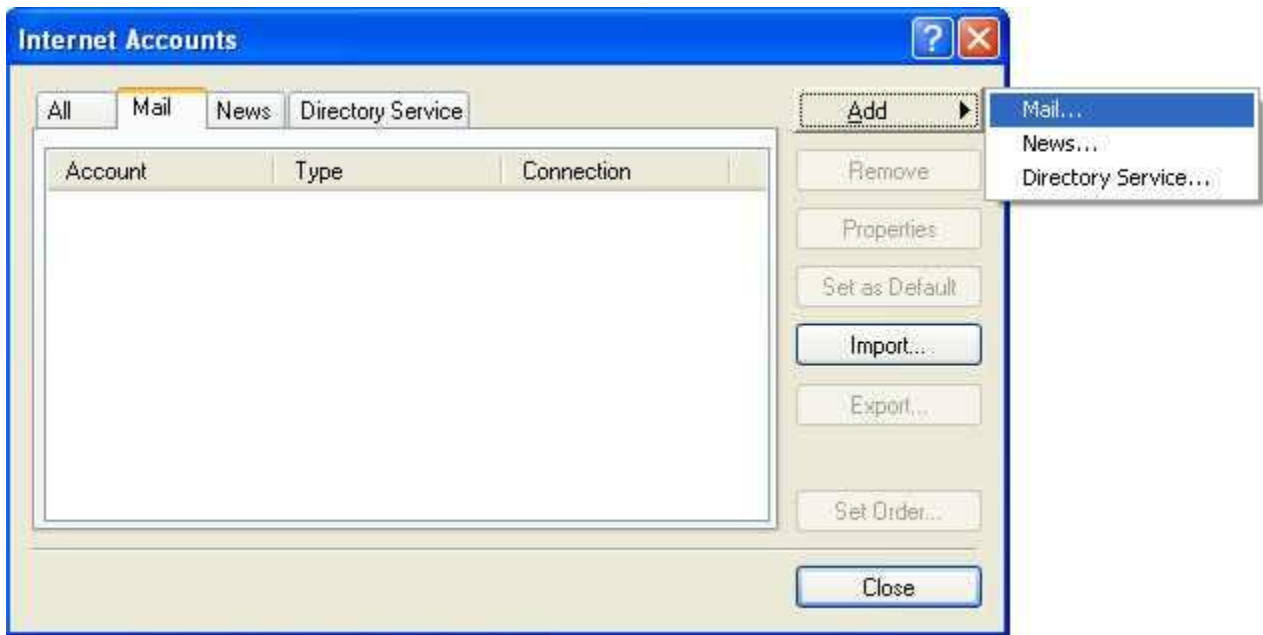 Internet Accounts
All Mail News Directory Service
Account Type Connection
Add
Remove
Properties
Set as Default
Import...
Export...
Set Order...
Close
Mail...
News...
Directory Service...